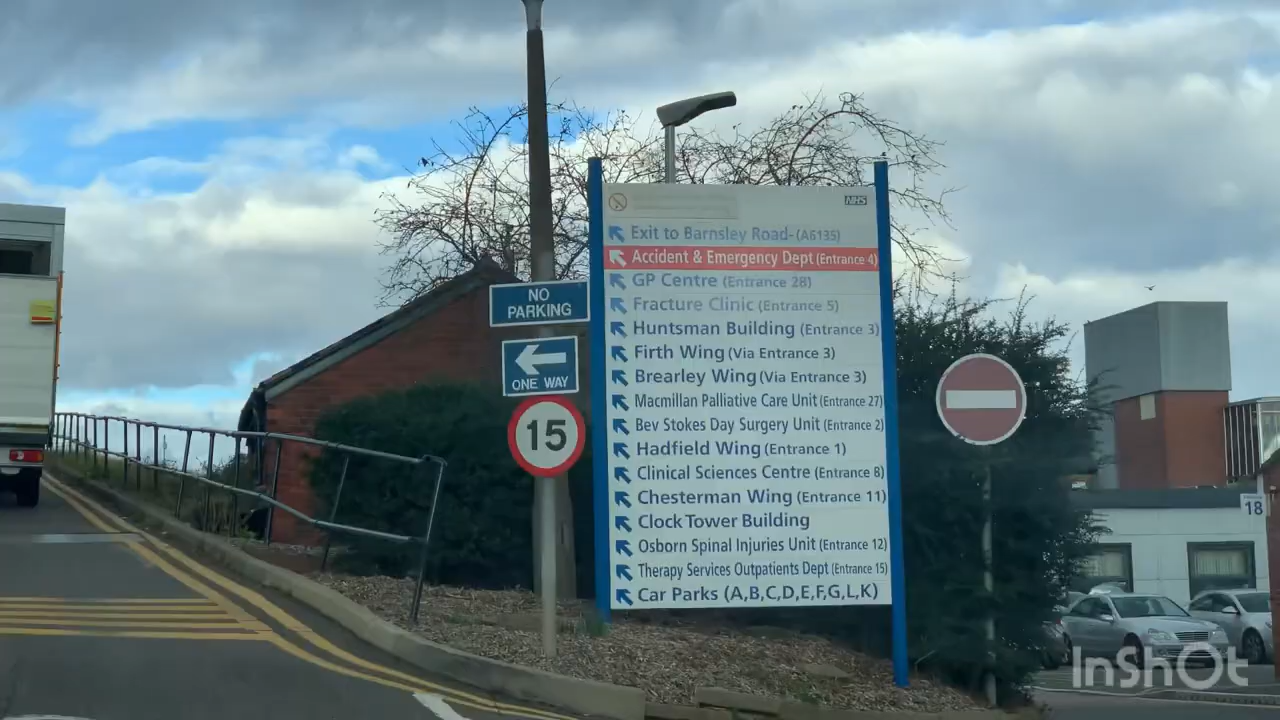 NHS
Exit to Barnsley Road- (A6135)
Accident & Emergency Dept (Entrance 4)
GP Centre (Entrance 28)
Fracture Clinic (Entrance 5)
Huntsman Building (Entrance 3)
Firth Wing (Via Entrance 3)
Brearley Wing (Via Entrance 3)
Macmillan Palliative Care Unit (Entrance 27)
Bev Stokes Day Surgery Unit (Entrance 2)
Hadfield Wing (Entrance 1)
Clinical Sciences Centre (Entrance 8)
Chesterman Wing (Entrance 11)
Clock Tower Building
Osborn Spinal Injuries Unit (Entrance 12)
Therapy Services Outpatients Dept (Entrance 15)
Car Parks (A,B,C,D,E,F,G,L,K)
NO
PARKING
ONE WAY
15
18
InShOt